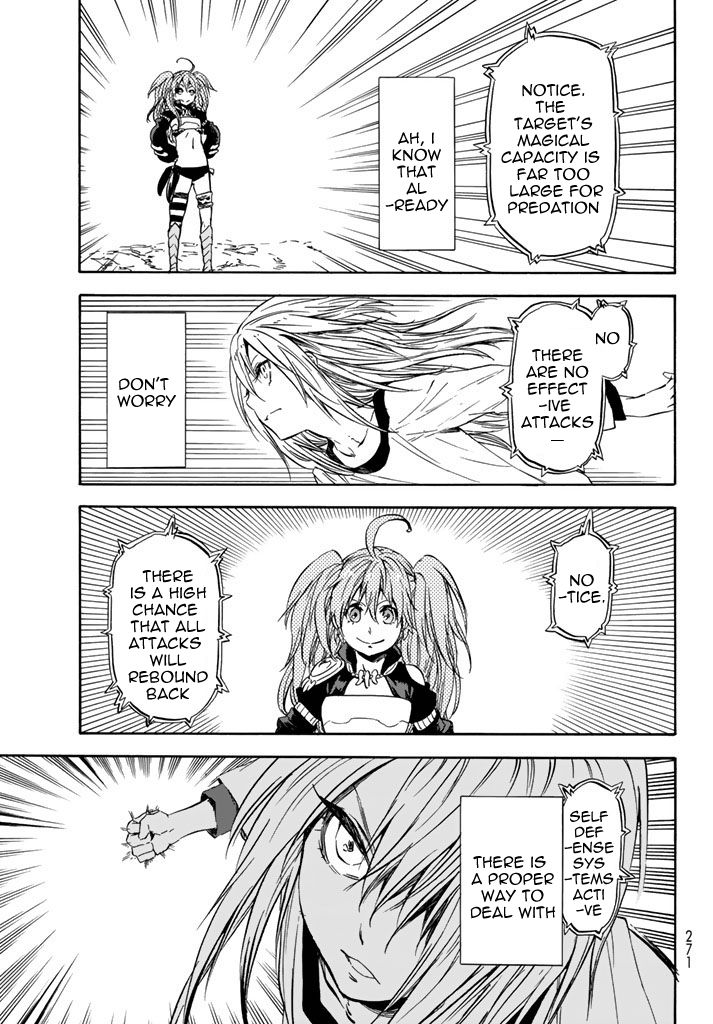 NOTICE.
THE
TARGET'S
MAGICAL
CAPACITY IS
FAR TOO
LARGE FOR
PREDATION
AH, I
KNOW
THAT
AL
-READY
NO
THERE
ARE NO
EFFECT
-IVE
ATTACKS
—
DON'T
WORRY
NO
-TICE.
THERE
IS A HIGH
CHANCE
THAT ALL
ATTACKS
WILL
REBOUND
BACK
SELF
DEF
-ENSE
SYS
-TEMS
ACTI
-VE
THERE IS
A PROPER
WAY TO
DEAL WITH
271